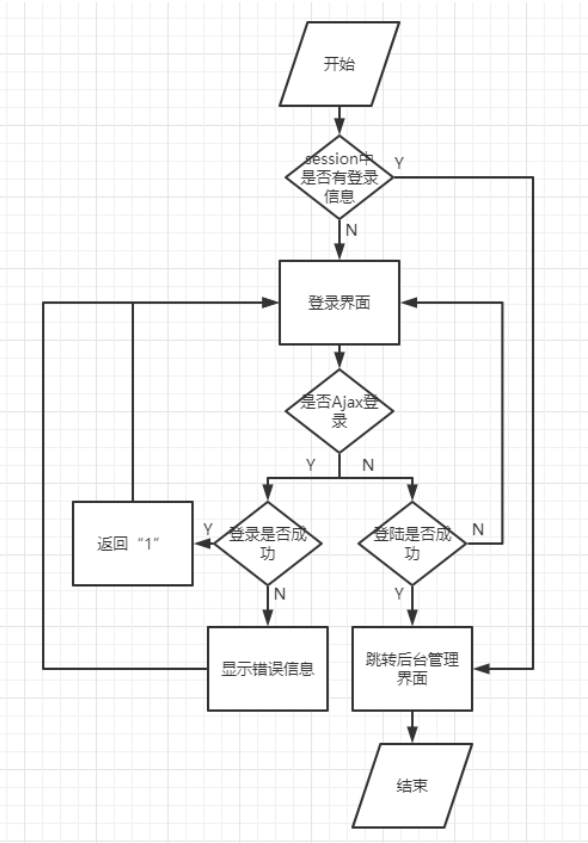 开始
session中
是否有登录
信息
Y
N
登录界面
是否Ajax登
录
Y
N
返回“1”
Y
登录是否成
功
登陆是否成
功
N
N
Y
显示错误信息
跳转后台管理
界面
结束